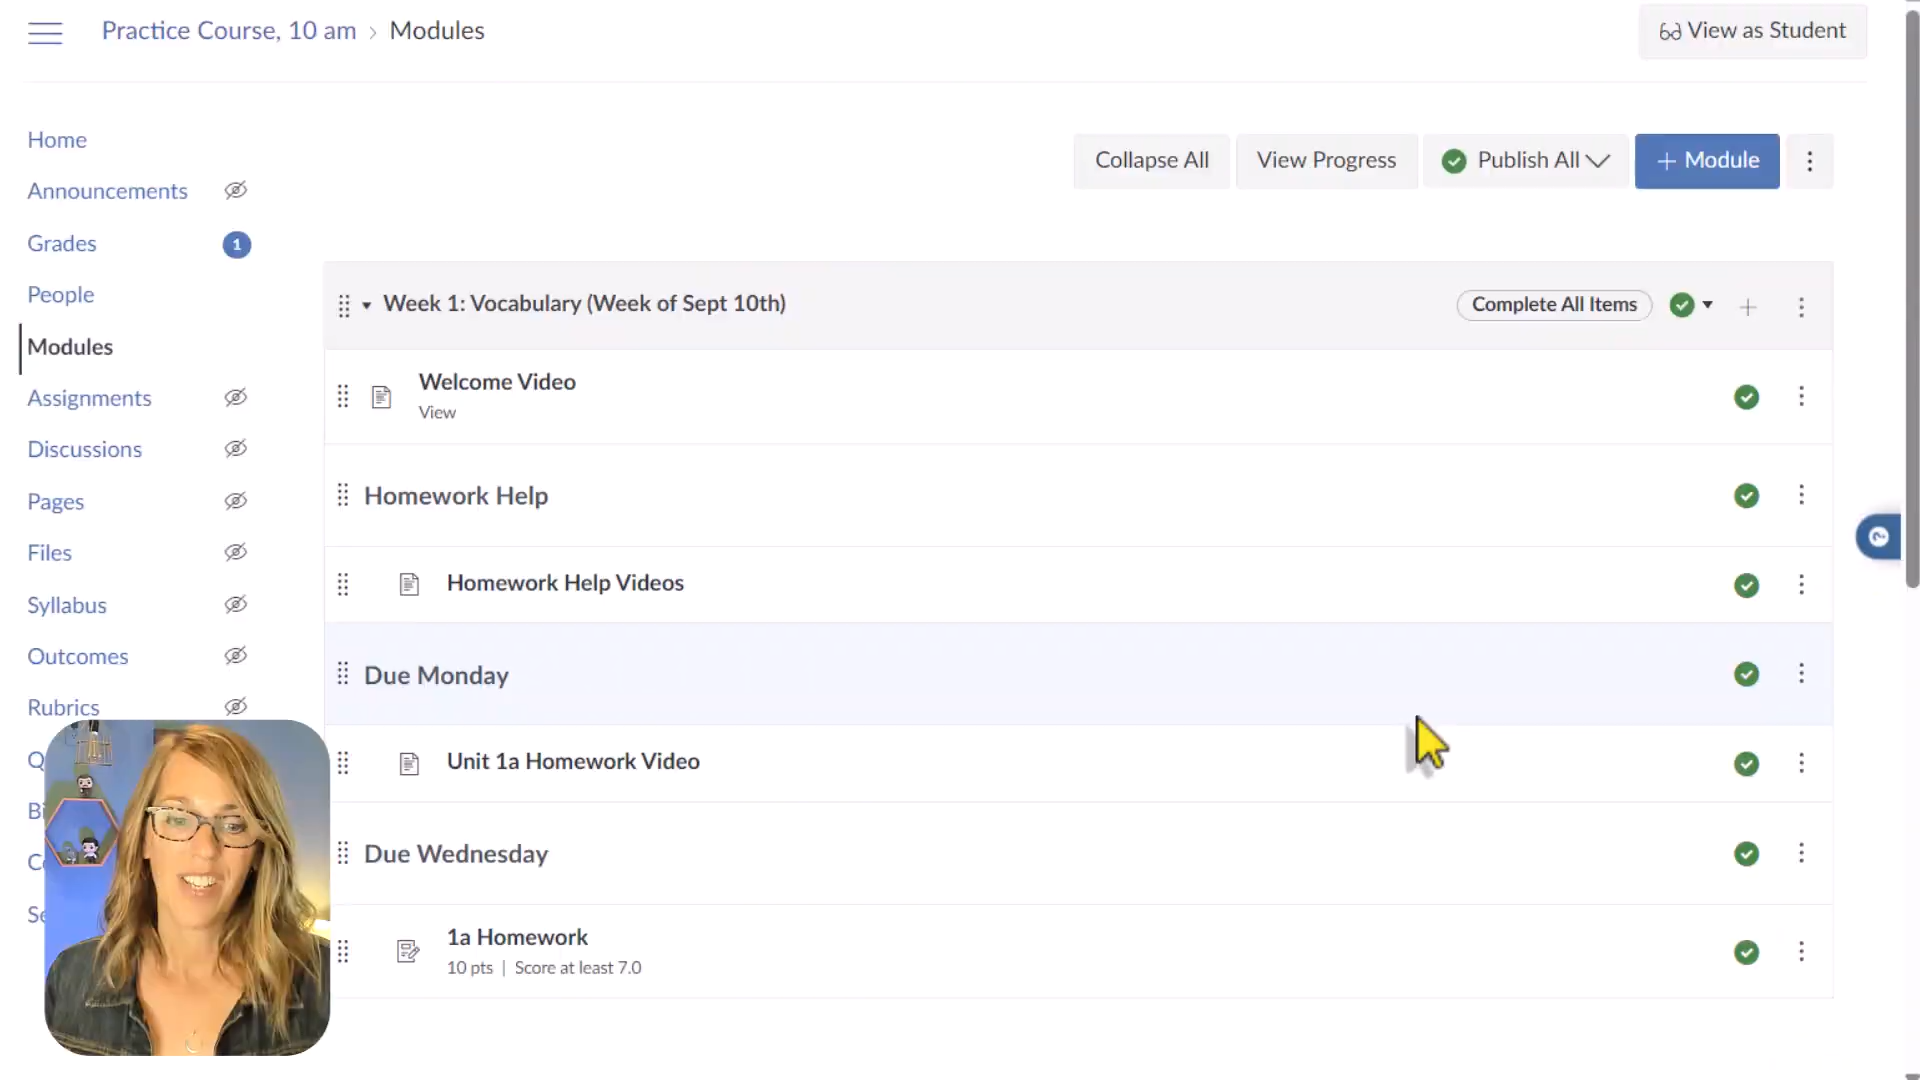 Practice Course, 10 am › Modules
View as Student
Home
Announcements
Grades 1
People
Modules
Assignments
Discussions
Pages
Files
Syllabus
Outcomes
Rubrics
Collapse All
View Progress
Publish All
+ Module
Week 1: Vocabulary (Week of Sept 10th)
Complete All Items
Welcome Video
View
Homework Help
Homework Help Videos
Due Monday
Unit 1a Homework Video
Due Wednesday
1a Homework
10 pts | Score at least 7.0